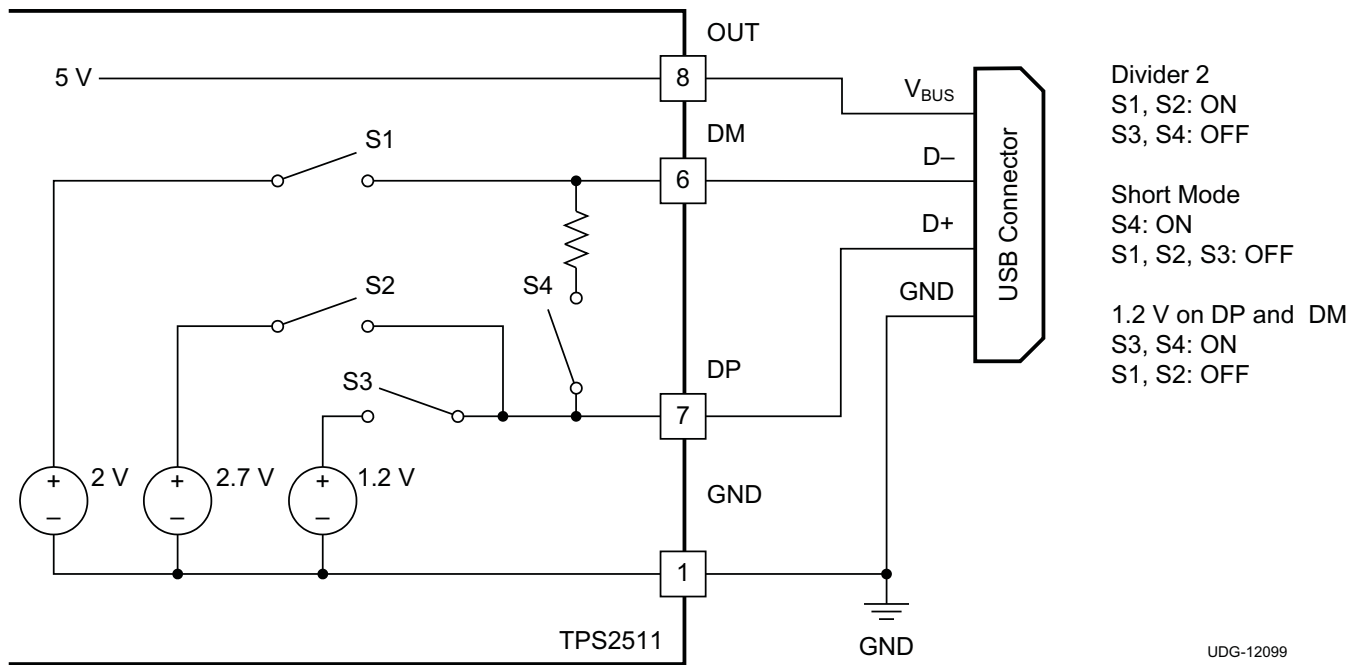 OUT
5 V
8
V_BUS
DM
S1
6
D–
D+
S2
S4
GND
DP
S3
7
+
2 V
+
2.7 V
+
1.2 V
–
–
–
GND
1
TPS2511
GND
USB Connector
Divider 2
S1, S2: ON
S3, S4: OFF
Short Mode
S4: ON
S1, S2, S3: OFF
1.2 V on DP and DM
S3, S4: ON
S1, S2: OFF
UDG-12099